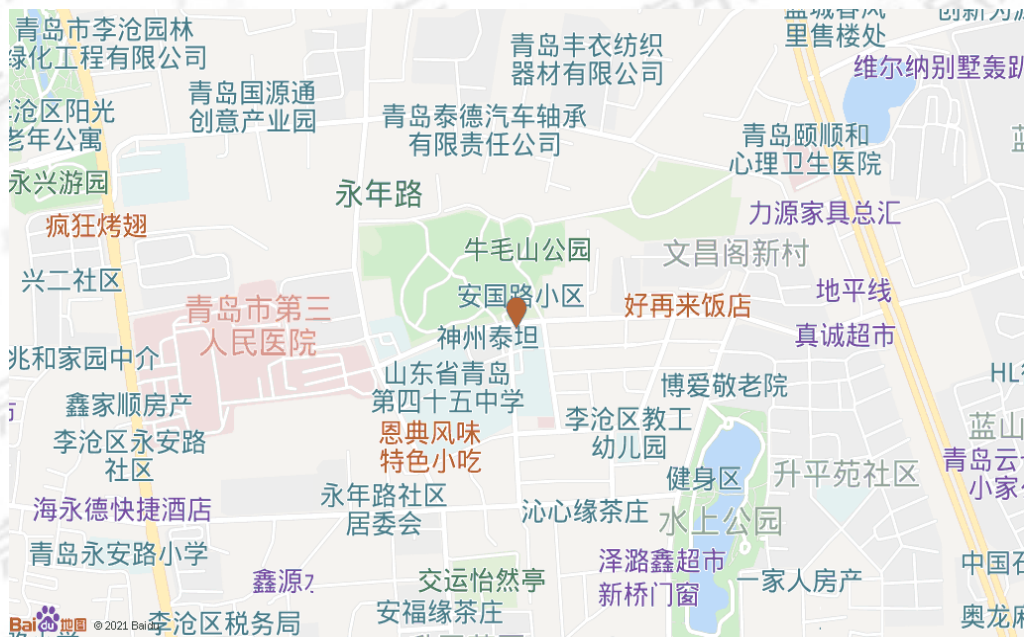 青岛市李沧园林
绿化工程有限公司
青岛丰衣纺织
器材有限公司
里售楼处
维尔纳别墅轰趴
青岛国源通
创意产业园
沧区阳光
老年公寓
青岛泰德汽车轴承
有限责任公司
青岛颐顺和
心理卫生医院
永兴游园
永年路
疯狂烤翅
力源家具总汇
牛毛山公园
文昌阁新村
兴二社区
安国路小区
地平线
青岛市第三
人民医院
好再来饭店
神州泰坦
真诚超市
兆和家园中介
山东省青岛
第四十五中学
博爱敬老院
鑫家顺房产
李沧区教工
幼儿园
恩典风味
特色小吃
李沧区永安路
社区
蓝山
青岛云
小家
健身区
升平苑社区
永年路社区
居委会
海永德快捷酒店
沁心缘茶庄
水上公园
青岛永安路小学
泽潞鑫超市
新桥门窗
中国石
鑫源
交运怡然亭
一家人房产
安福缘茶庄
奥龙麻
Bai du 地图
© 2021 Baidu
李沧区税务局